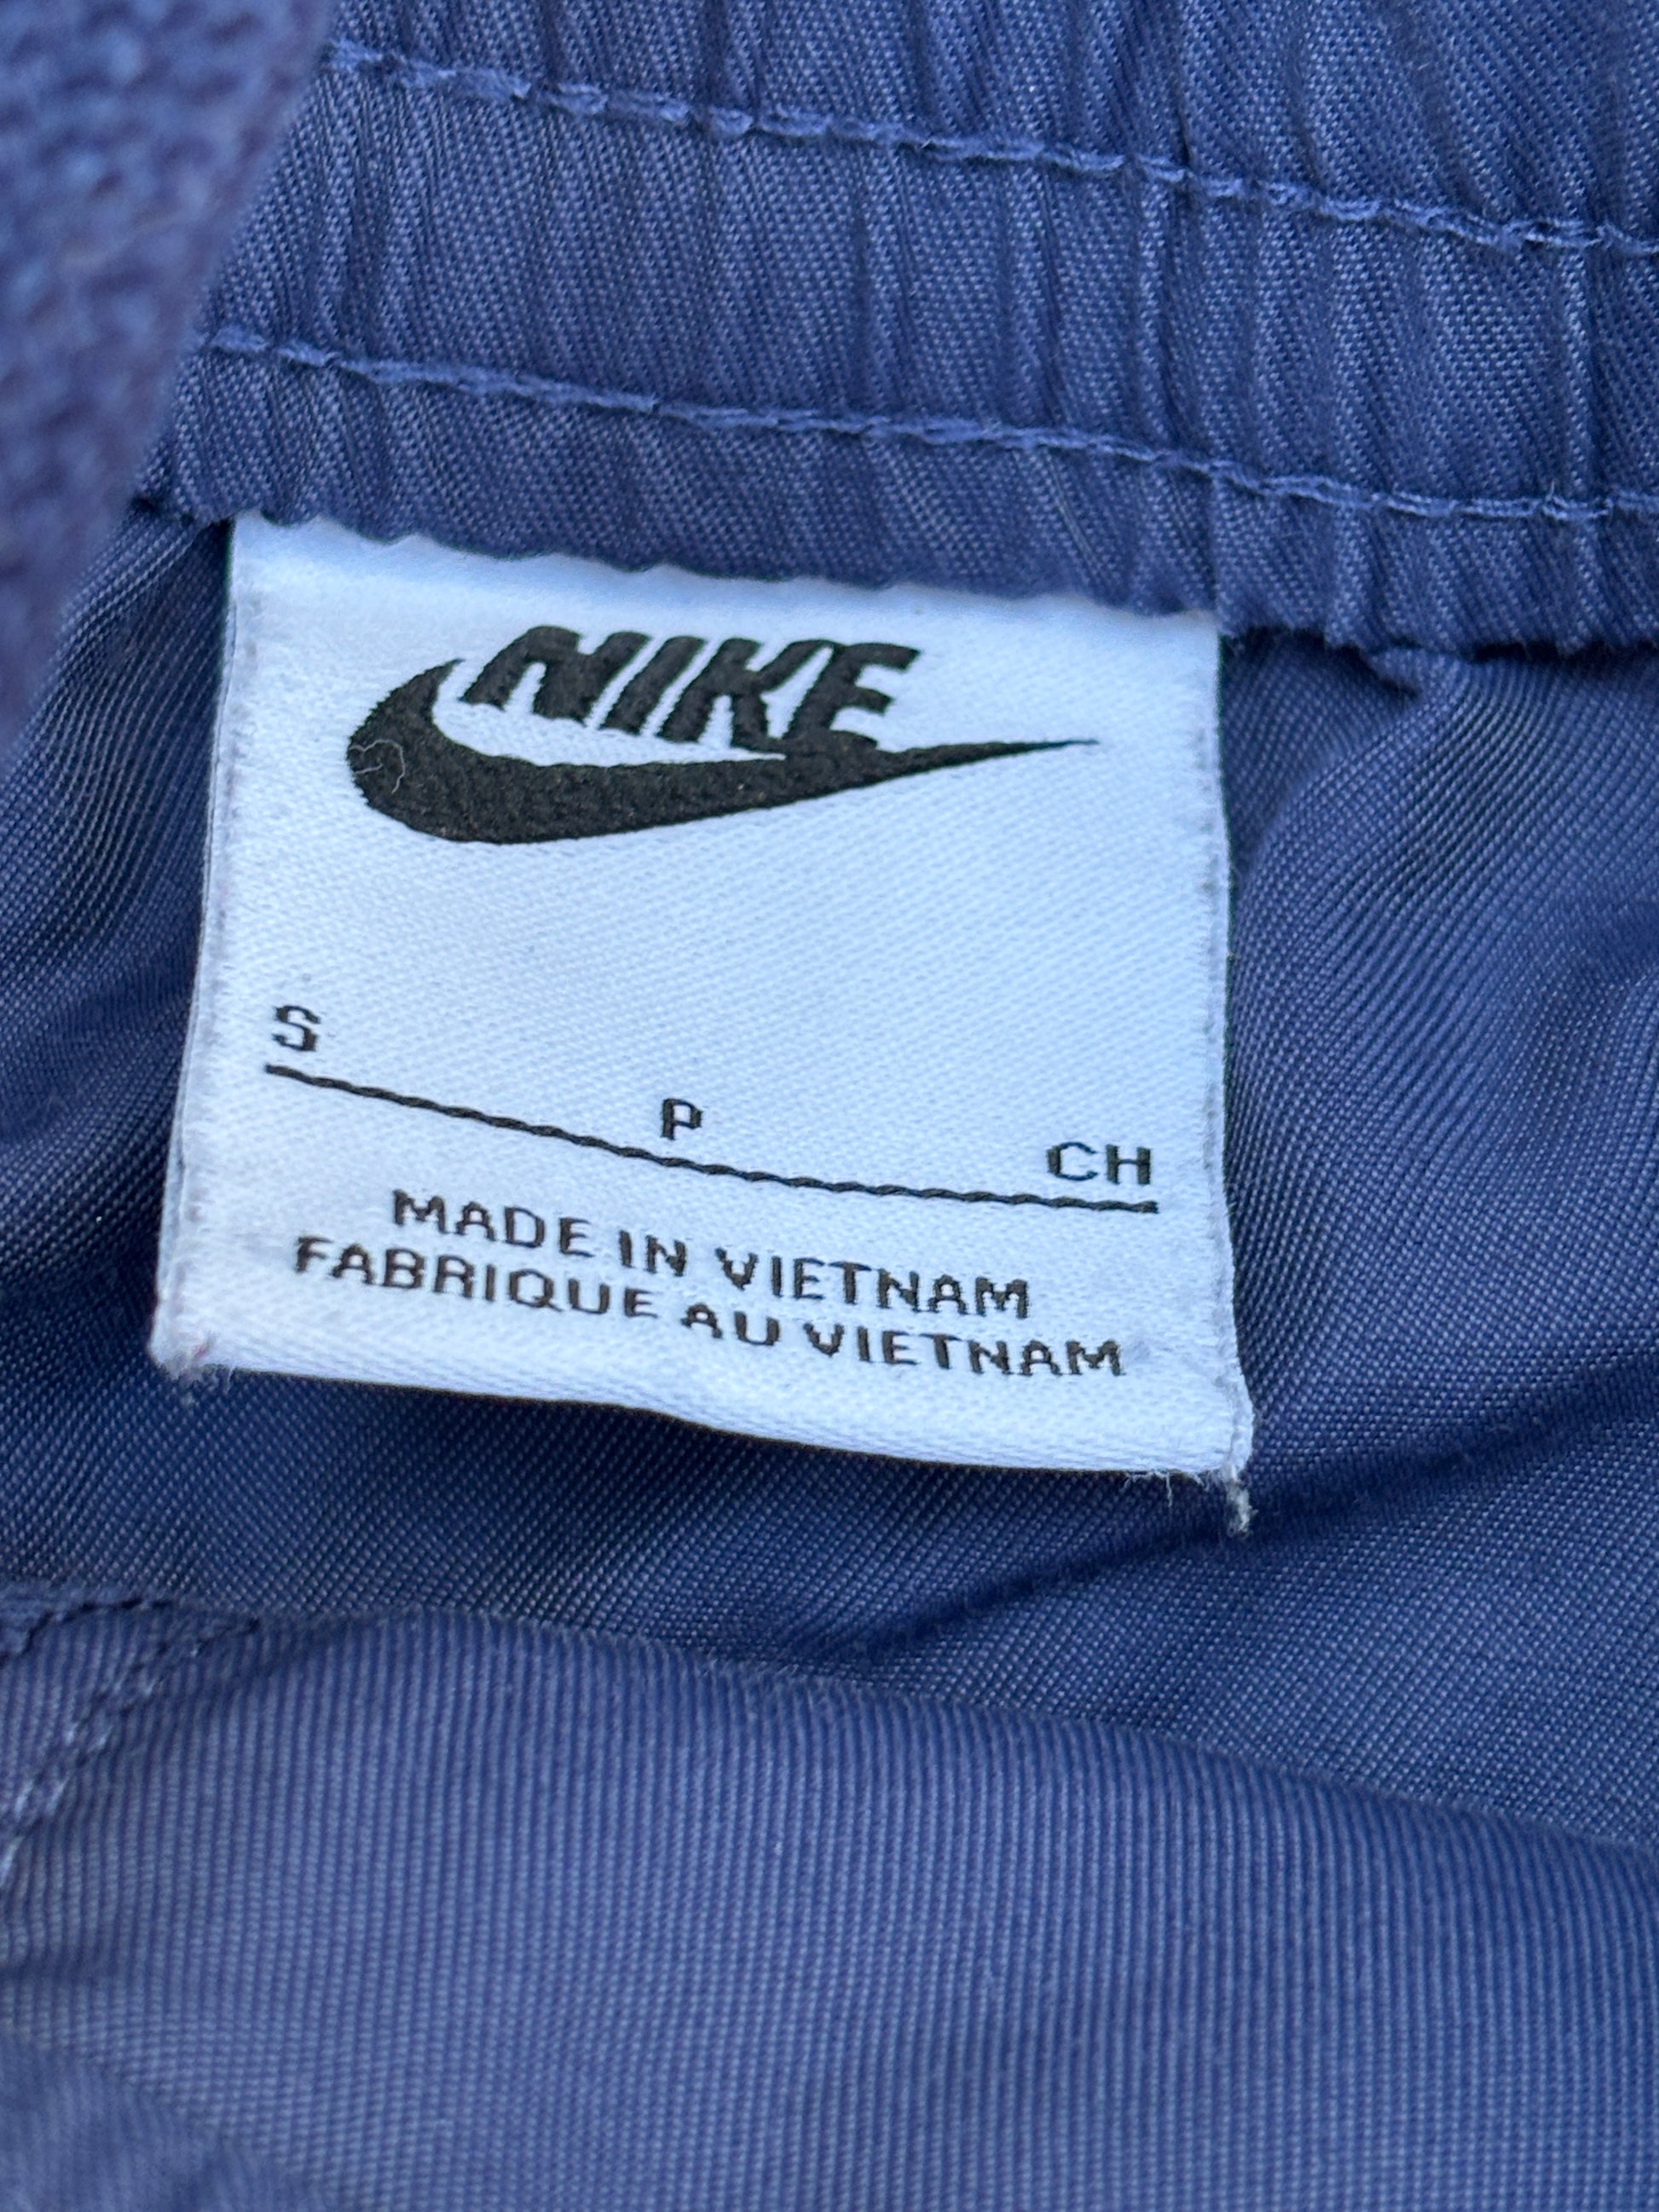 NIKE
S P CH
MADE IN VIETNAM
FABRIQUE AU VIETNAM